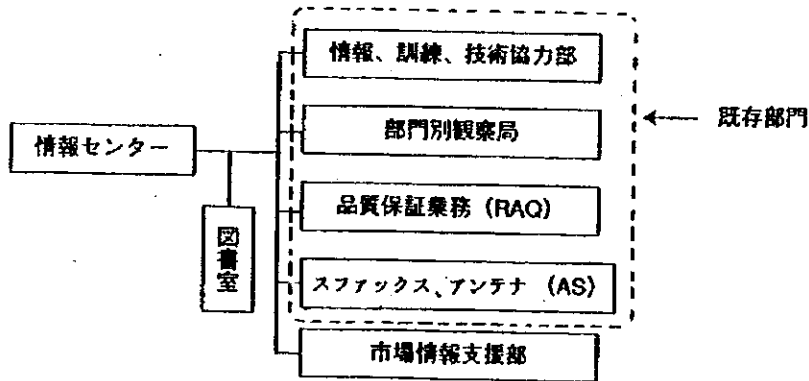 情報、訓練、技術協力部
部門別観察局
既存部門
情報センター
品質保証業務 (RAQ)
図書室
スファックス、アンテナ (AS)
市場情報支援部